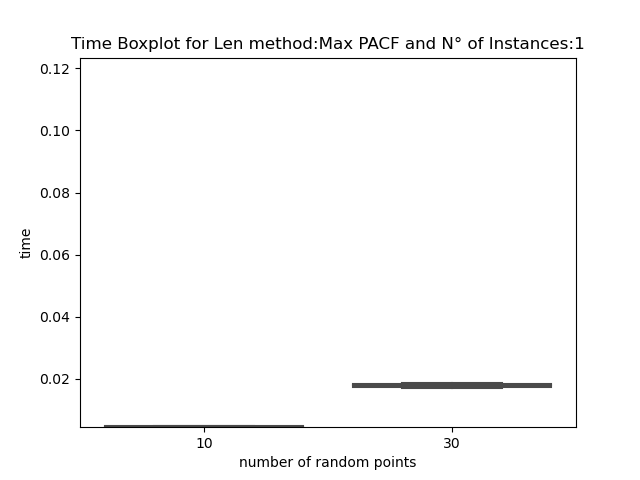 Time Boxplot for Len method:Max PACF and N° of Instances:1
0.12
0.10
0.08
0.06
0.04
0.02
time
10
30
number of random points